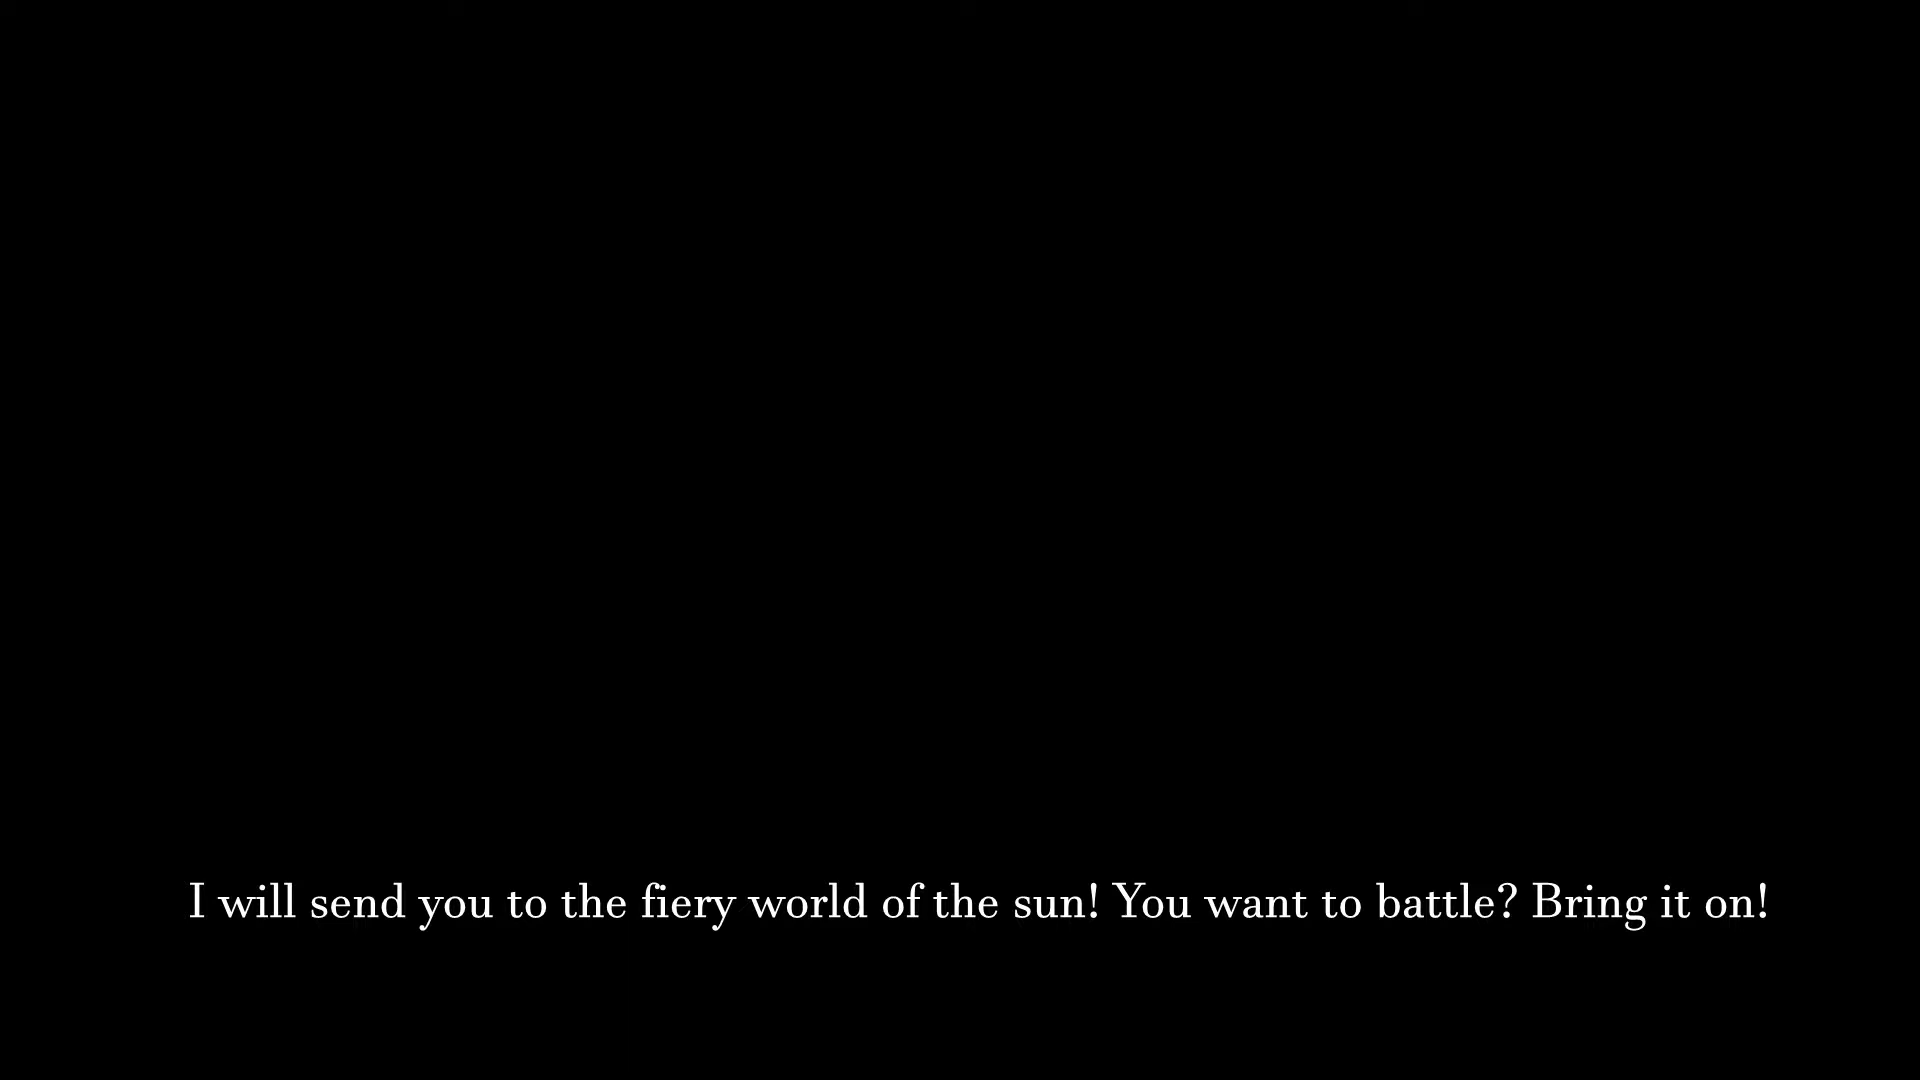 I will send you to the fiery world of the sun! You want to battle? Bring it on!